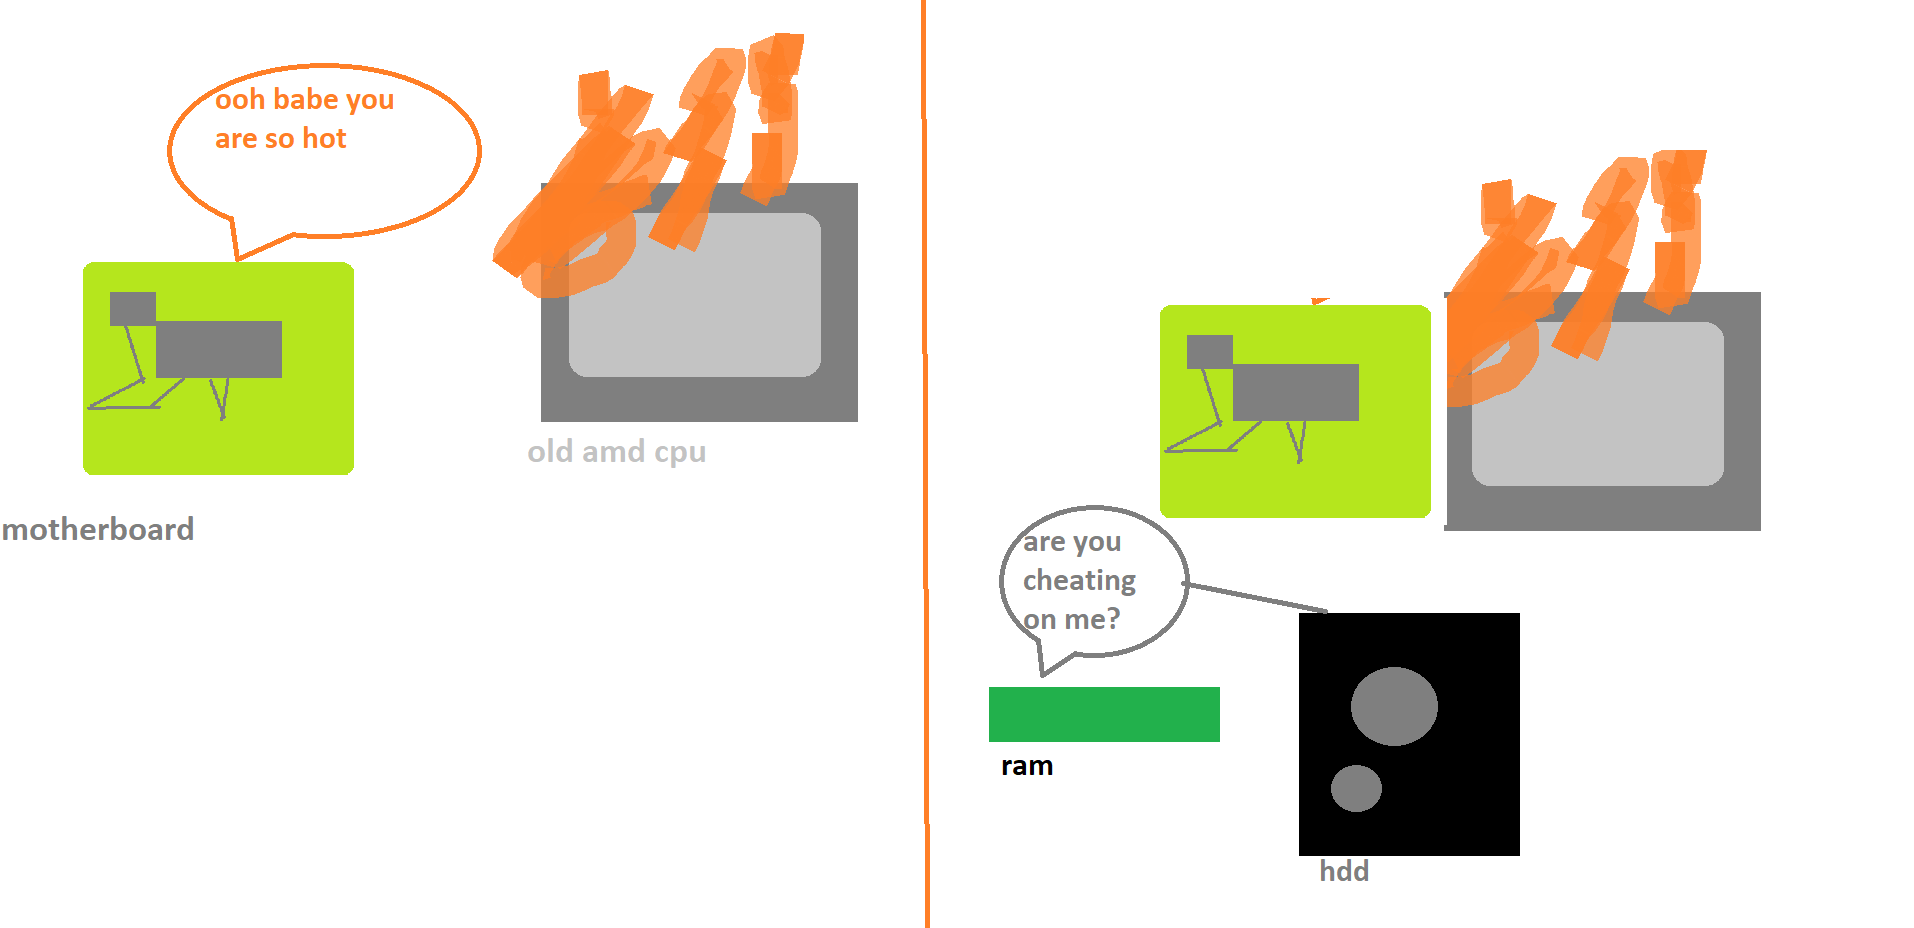 ooh babe you
are so hot
old amd cpu
motherboard
are you
cheating
on me?
ram
hdd